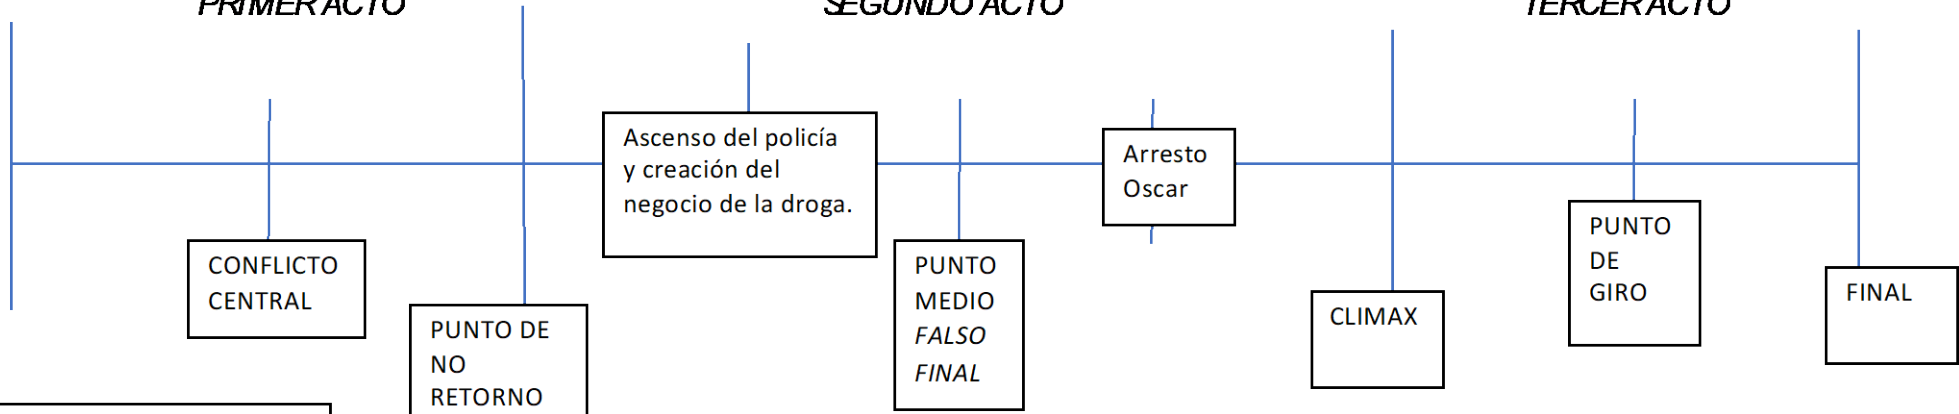 PRIMER ACTO
SEGUNDO ACTO
TERCER ACTO
Ascenso del policía
y creación del
negocio de la droga.
Arresto
Oscar
CONFLICTO
CENTRAL
PUNTO DE
NO
RETORNO
PUNTO
MEDIO
FALSO
FINAL
CLIMAX
PUNTO
DE
GIRO
FINAL